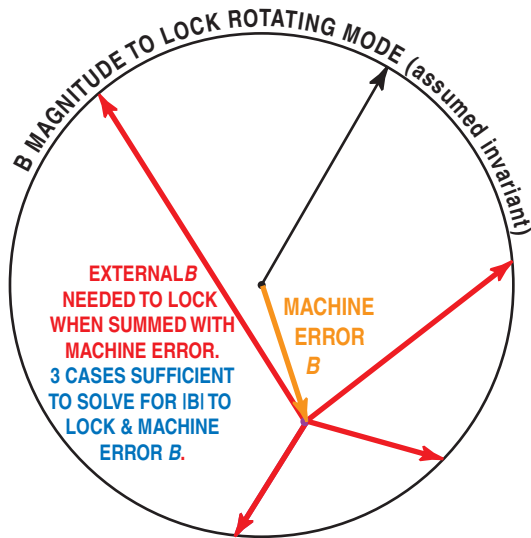 B MAGNITUDE TO LOCK ROTATING MODE (assumed invariant)
EXTERNAL B
NEEDED TO LOCK
WHEN SUMMED WITH
MACHINE ERROR.
3 CASES SUFFICIENT
TO SOLVE FOR |B| TO
LOCK & MACHINE
ERROR B.
MACHINE
ERROR
B